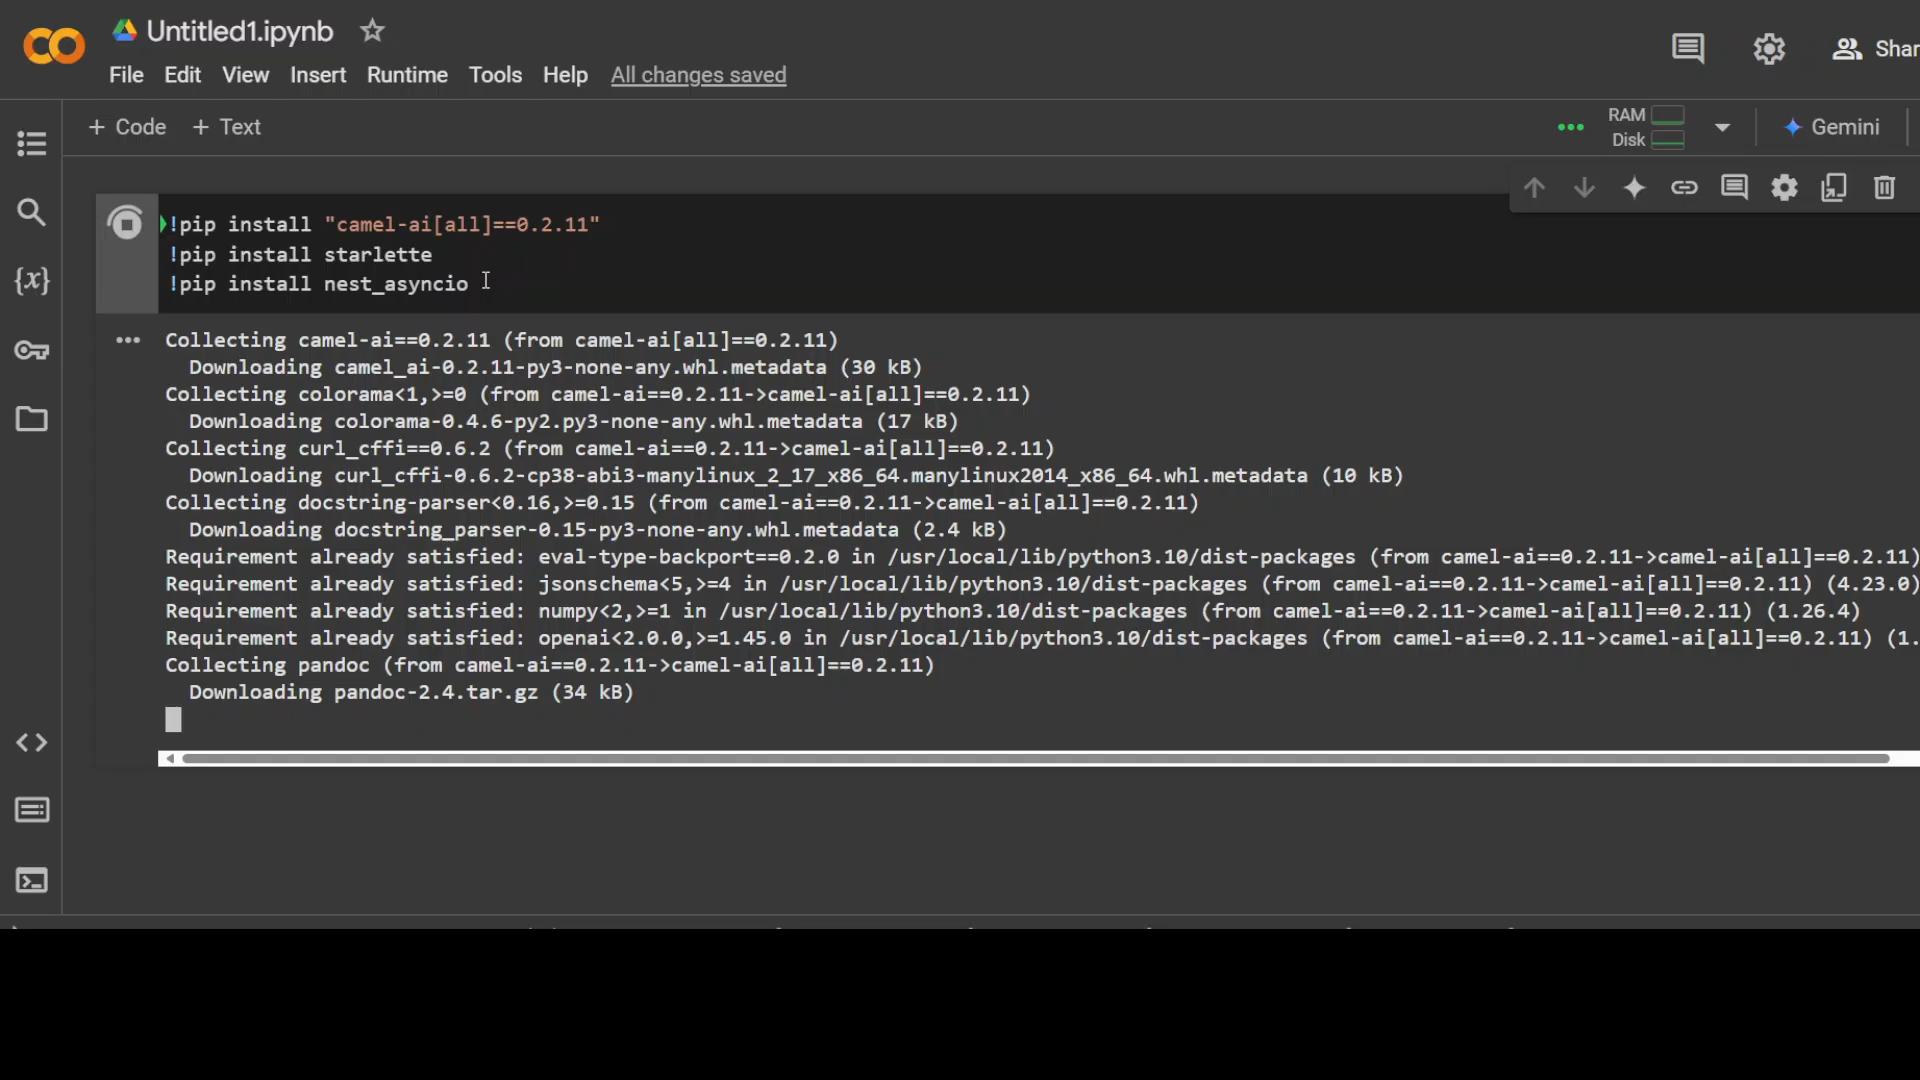 Untitled1.ipynb
File Edit View Insert Runtime Tools Help All changes saved
Shar
+ Code + Text
RAM
Disk
Gemini
{x}
!pip install "camel-ai[all]==0.2.11"
!pip install starlette
!pip install nest_asyncio
Collecting camel-ai==0.2.11 (from camel-ai[all]==0.2.11)
Downloading camel_ai-0.2.11-py3-none-any.whl.metadata (30 kB)
Collecting colorama<1,>=0 (from camel-ai==0.2.11->camel-ai[all]==0.2.11)
Downloading colorama-0.4.6-py2.py3-none-any.whl.metadata (17 kB)
Collecting curl_cffi==0.6.2 (from camel-ai==0.2.11->camel-ai[all]==0.2.11)
Downloading curl_cffi-0.6.2-cp38-abi3-manylinux_2_17_x86_64.manylinux2014_x86_64.whl.metadata (10 kB)
Collecting docstring-parser<0.16,>=0.15 (from camel-ai==0.2.11->camel-ai[all]==0.2.11)
Downloading docstring_parser-0.15-py3-none-any.whl.metadata (2.4 kB)
Requirement already satisfied: eval-type-backport==0.2.0 in /usr/local/lib/python3.10/dist-packages (from camel-ai==0.2.11->camel-ai[all]==0.2.11)
Requirement already satisfied: jsonschema<5,>=4 in /usr/local/lib/python3.10/dist-packages (from camel-ai==0.2.11->camel-ai[all]==0.2.11) (4.23.0)
Requirement already satisfied: numpy<2,>=1 in /usr/local/lib/python3.10/dist-packages (from camel-ai==0.2.11->camel-ai[all]==0.2.11) (1.26.4)
Requirement already satisfied: openai<2.0.0,>=1.45.0 in /usr/local/lib/python3.10/dist-packages (from camel-ai==0.2.11->camel-ai[all]==0.2.11) (1.
Collecting pandoc (from camel-ai==0.2.11->camel-ai[all]==0.2.11)
Downloading pandoc-2.4.tar.gz (34 kB)